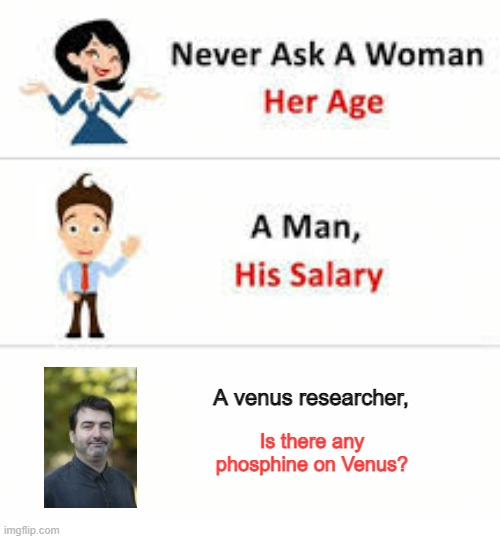 Never Ask A Woman
Her Age
A Man,
His Salary
A venus researcher,
Is there any
phosphine on Venus?
imgflip.com